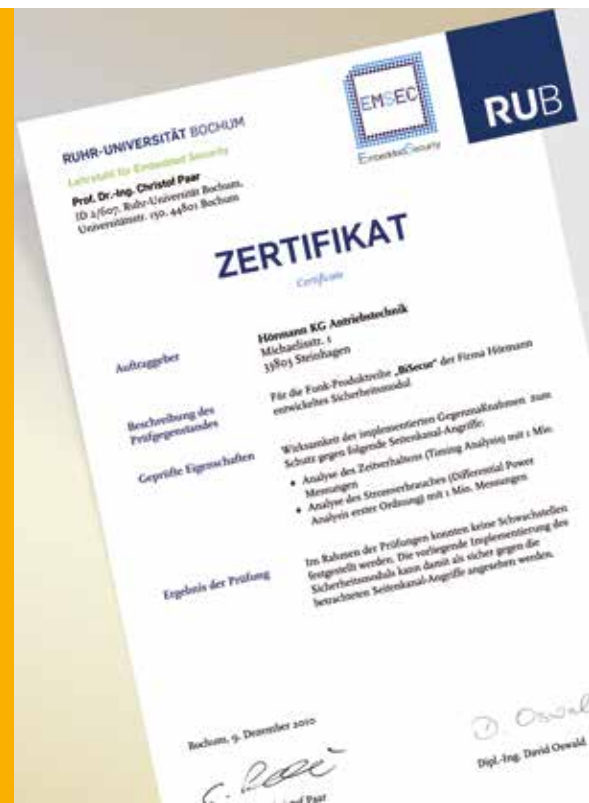 RUHR-UNIVERSITÄT BOCHUM
Lehrstuhl für Embedded Security
Prof. Dr.-Ing. Christof Paar
ID 2/607, Ruhr-Universität Bochum,
Universitätsstr. 150, 44801 Bochum
EMSEC
Embedded Security
RUB
ZERTIFIKAT
Certificate
Auftraggeber
Hörmann KG Antriebstechnik
Michaelisstr. 1
33803 Steinhagen
Beschreibung des
Prüfgegenstandes
Für die Funk-Produktreihe „BiSecur" der Firma Hörmann
entwickeltes Sicherheitsmodul
Geprüfte Eigenschaften
Wirksamkeit der implementierten Gegenmaßnahmen zum
Schutz gegen folgende Seitenkanal-Angriffe:
• Analyse des Zeitverhaltens (Timing Analysis) mit 1 Mio.
Messungen
• Analyse des Stromverbrauches (Differential Power
Analysis erster Ordnung) mit 1 Mio. Messungen
Ergebnis der Prüfung
Im Rahmen der Prüfungen konnten keine Schwachstellen
festgestellt werden. Die vorliegende Implementierung des
Sicherheitsmoduls kann damit als sicher gegen die
betrachteten Seitenkanal-Angriffe angesehen werden.
Bochum, 9. Dezember 2010
D. Oswald
Dipl.-Ing. David Oswald
Paar